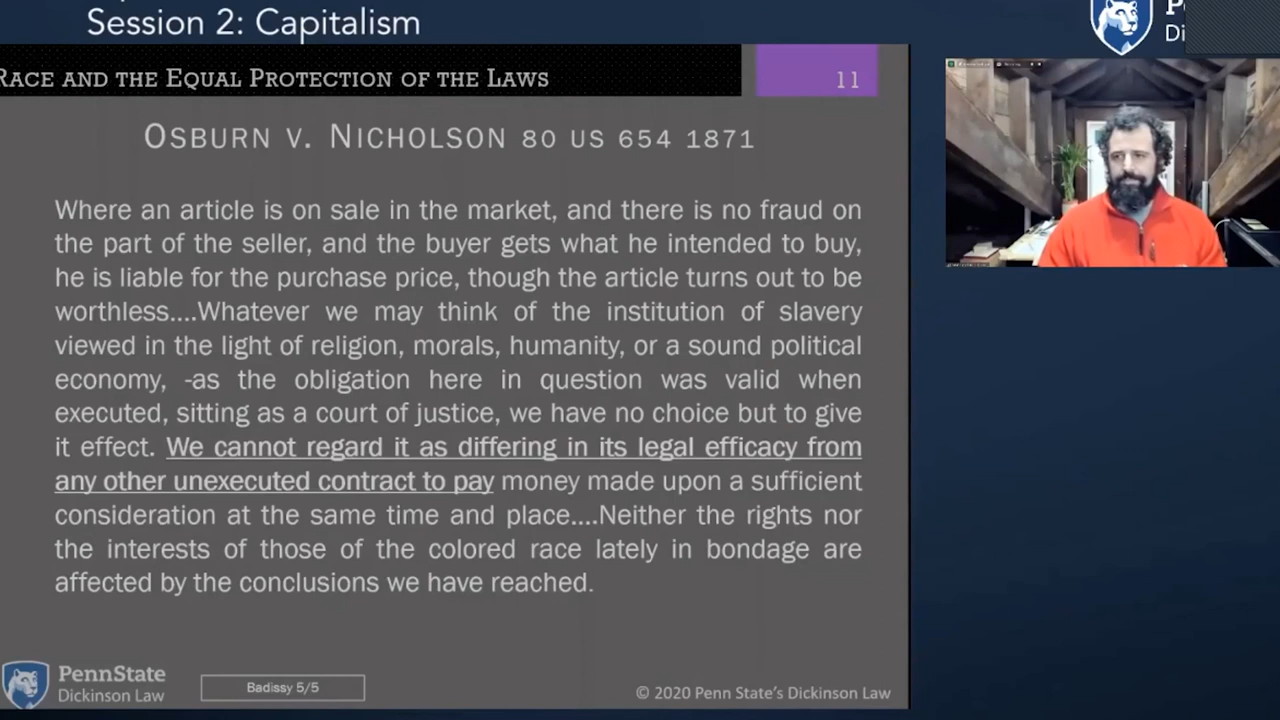 Session 2: Capitalism
RACE AND THE EQUAL PROTECTION OF THE LAWS
11
OSBURN V. NICHOLSON 80 US 654 1871
Where an article is on sale in the market, and there is no fraud on
the part of the seller, and the buyer gets what he intended to buy,
he is liable for the purchase price, though the article turns out to be
worthless....Whatever we may think of the institution of slavery
viewed in the light of religion, morals, humanity, or a sound political
economy, -as the obligation here in question was valid when
executed, sitting as a court of justice, we have no choice but to give
it effect. We cannot regard it as differing in its legal efficacy from
any other unexecuted contract to pay money made upon a sufficient
consideration at the same time and place....Neither the rights nor
the interests of those of the colored race lately in bondage are
affected by the conclusions we have reached.
PennState
Dickinson Law
Badissy 5/5
© 2020 Penn State's Dickinson Law
Di